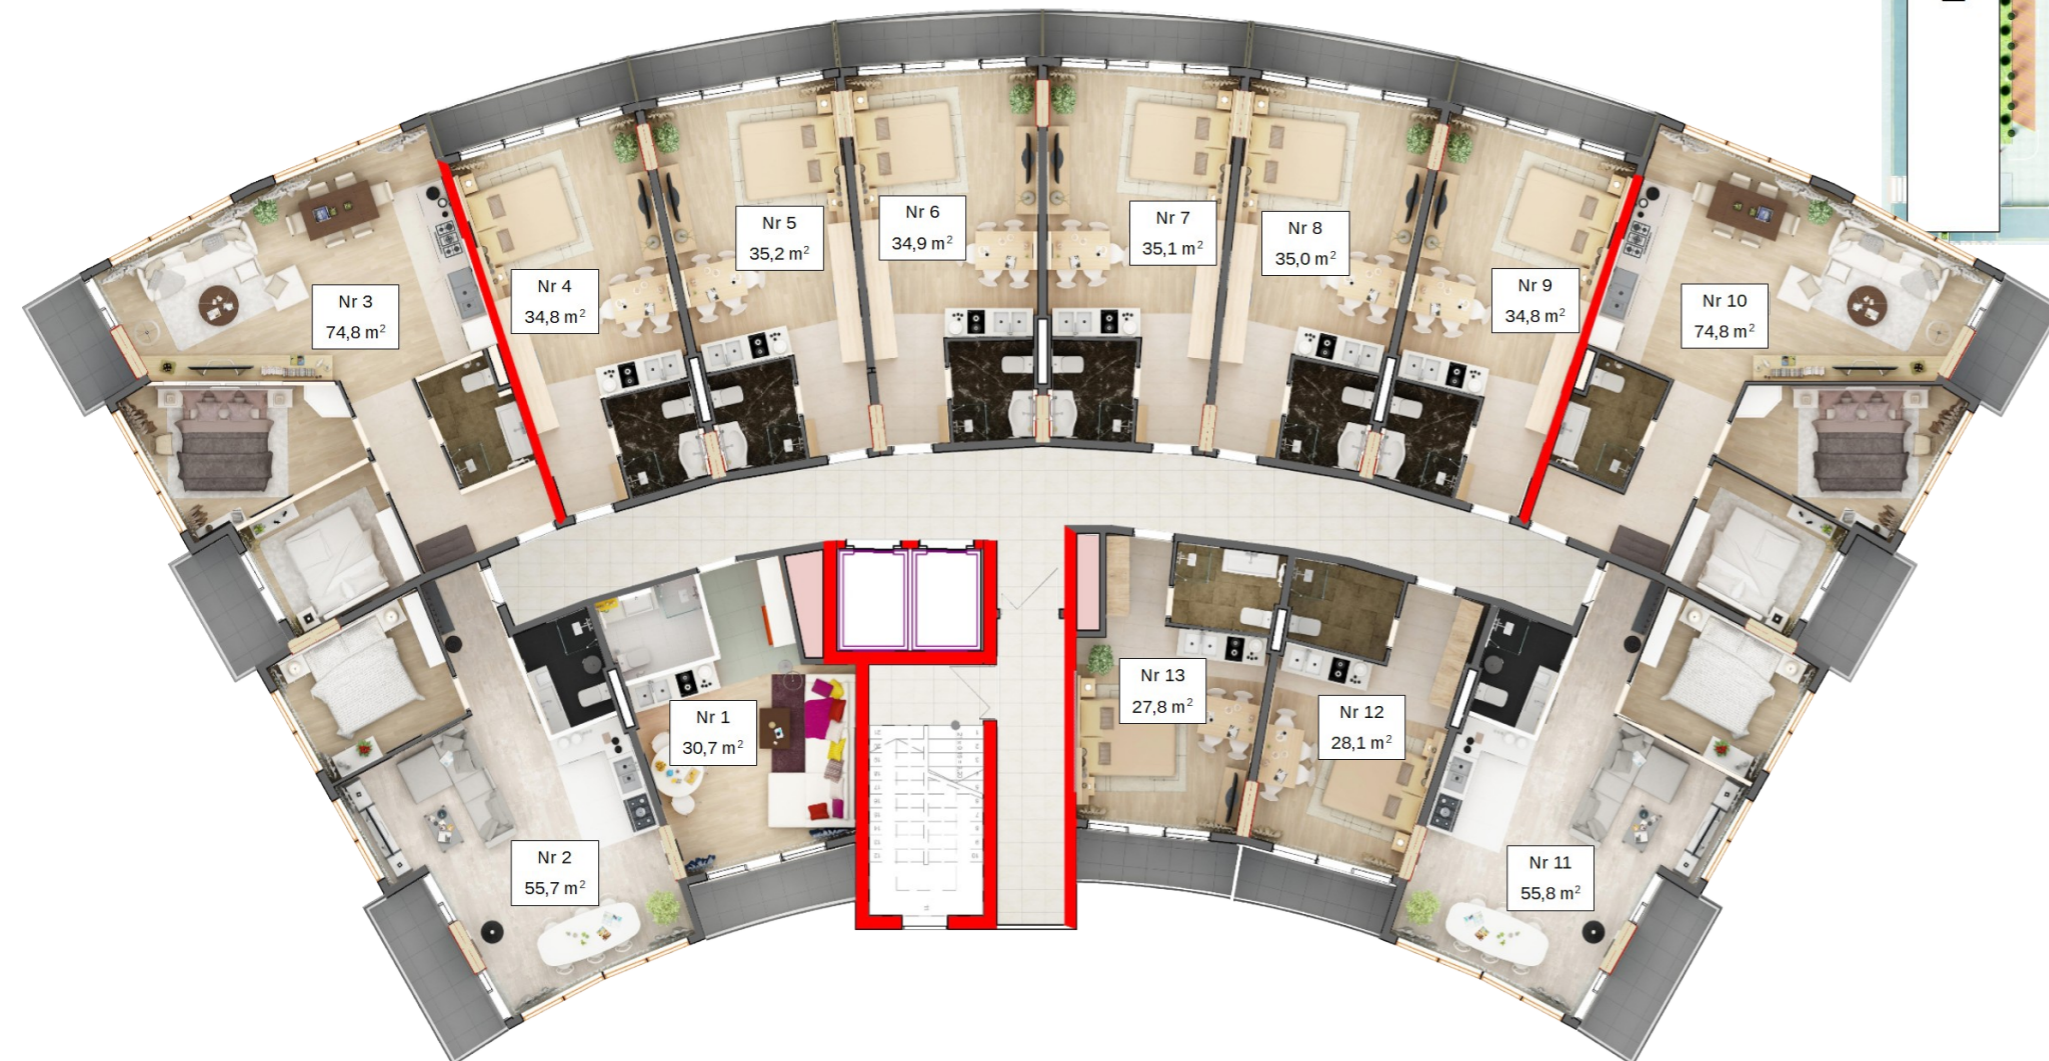 Nr 3
74,8 m²
Nr 4
34,8 m²
Nr 5
35,2 m²
Nr 6
34,9 m²
Nr 7
35,1 m²
Nr 8
35,0 m²
Nr 9
34,8 m²
Nr 10
74,8 m²
Nr 1
30,7 m²
Nr 2
55,7 m²
Nr 13
27,8 m²
Nr 12
28,1 m²
Nr 11
55,8 m²